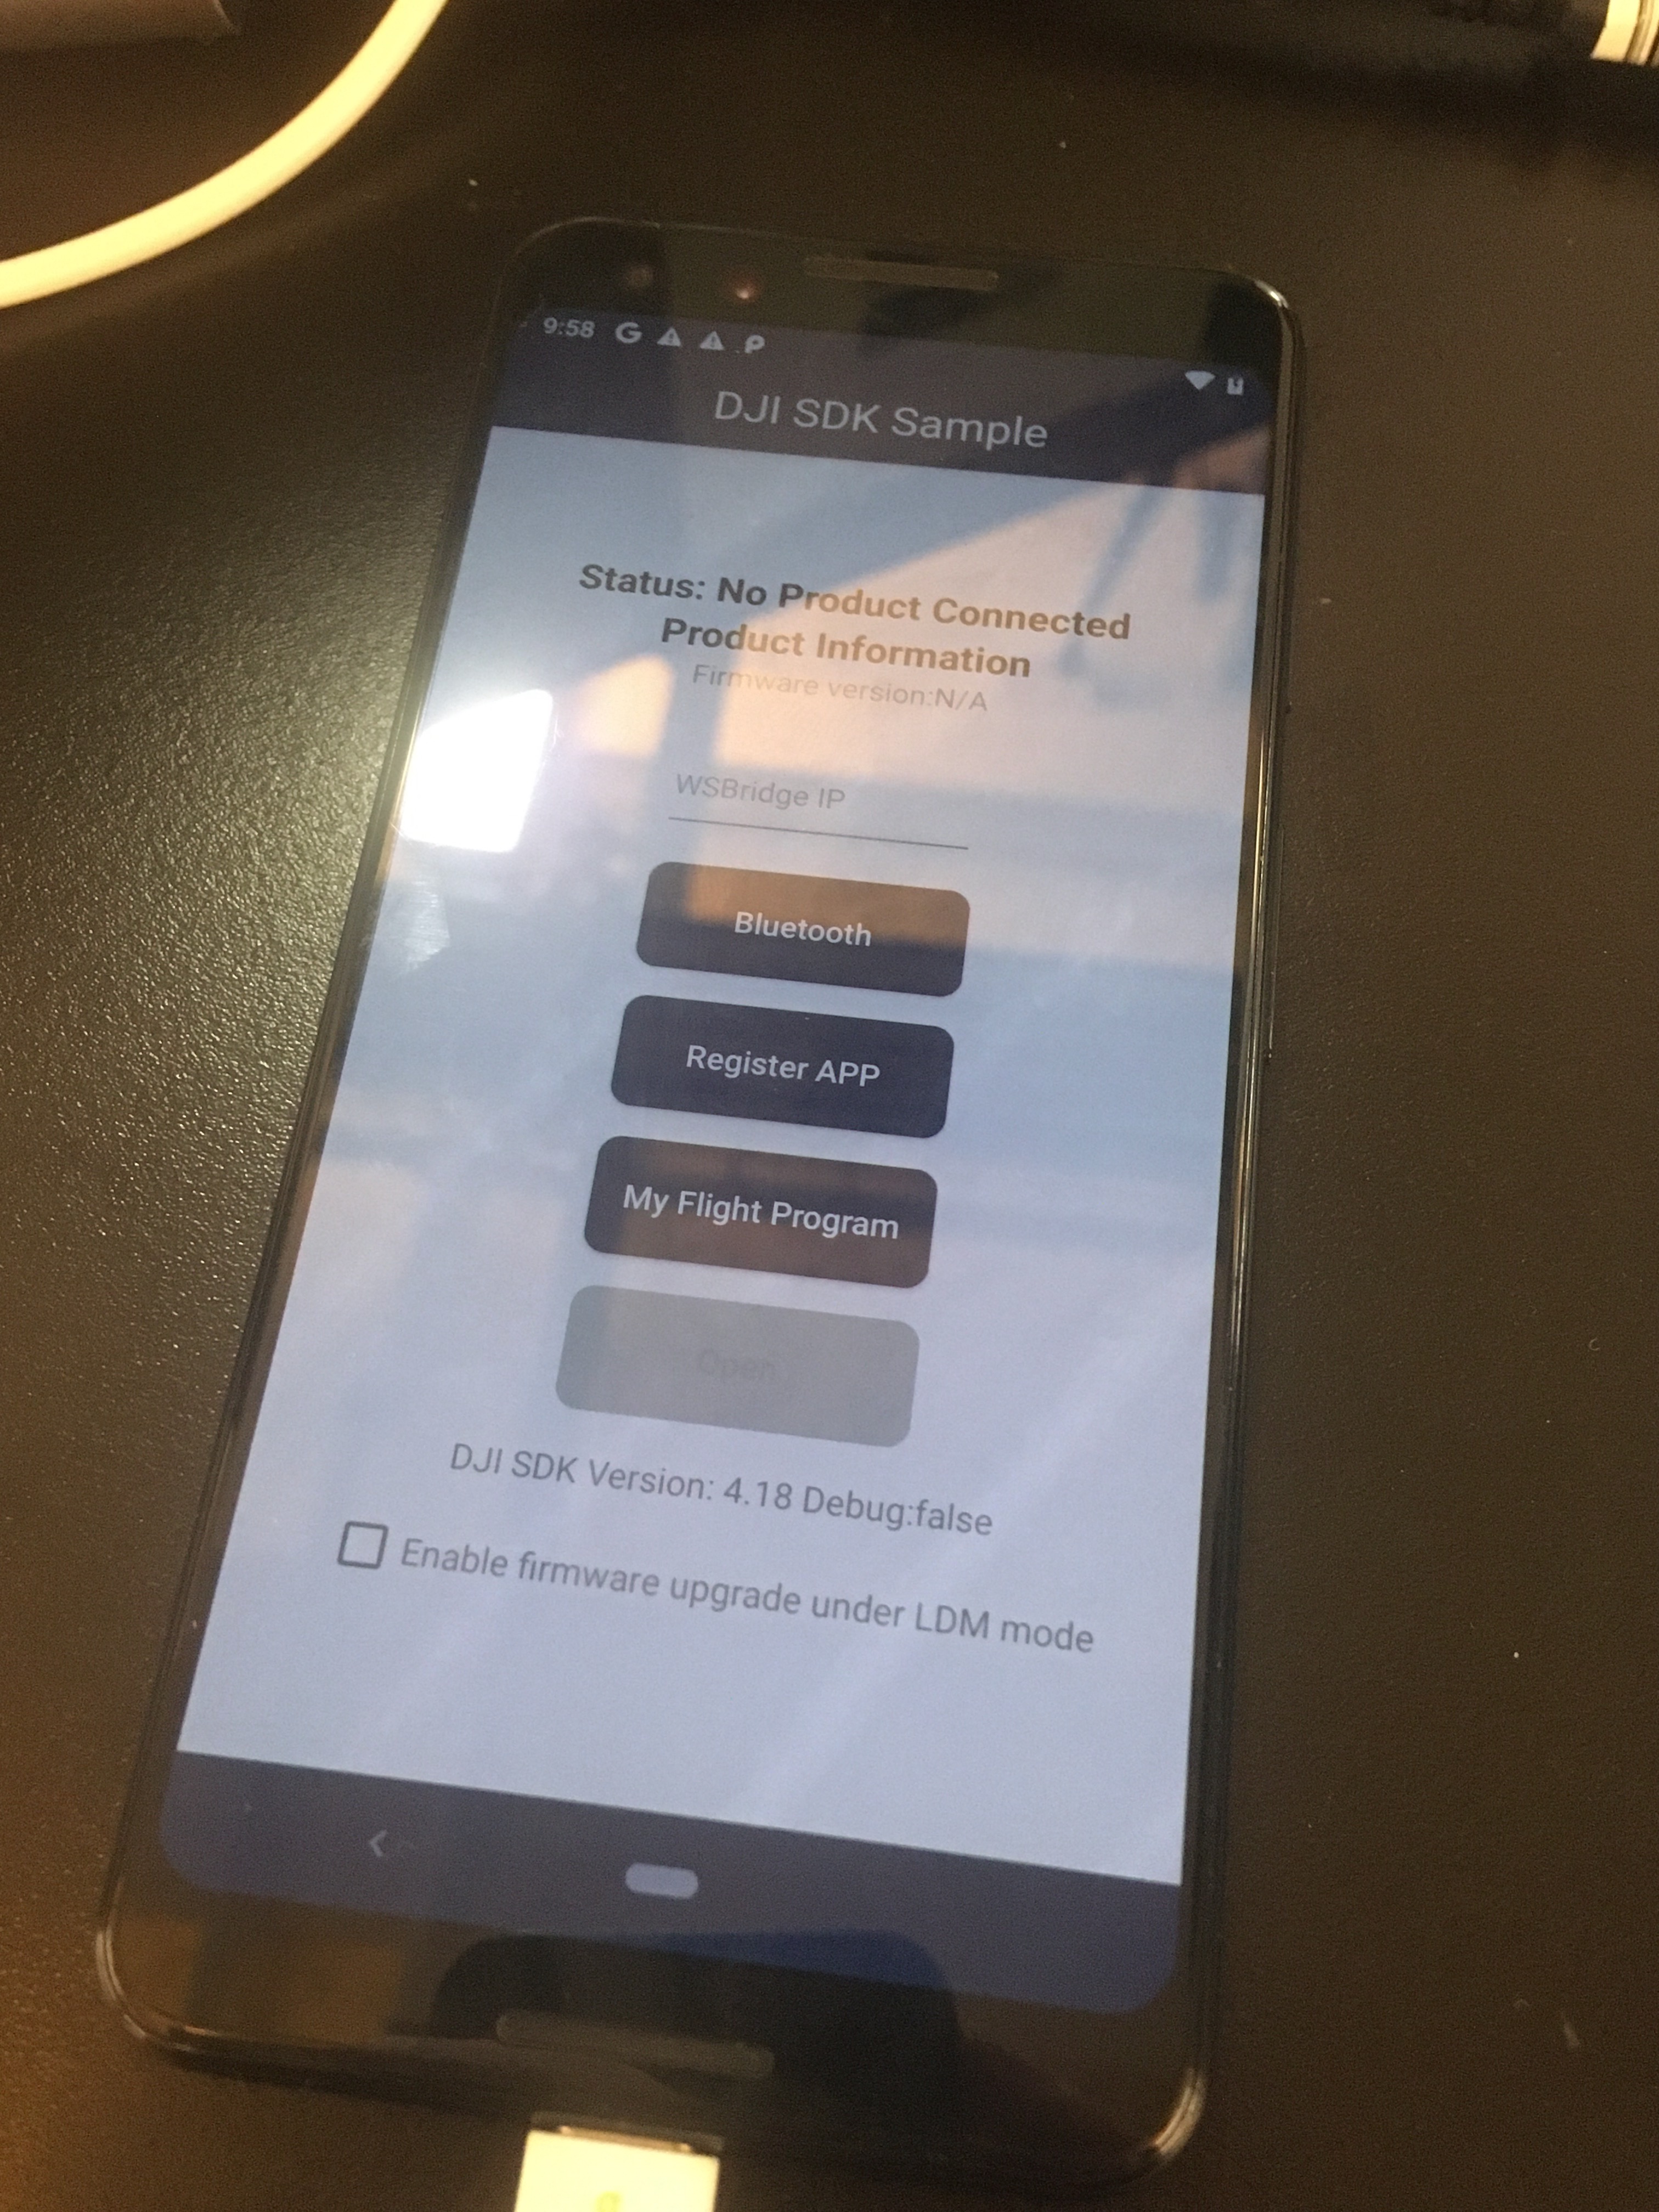 9:58 G
DJI SDK Sample
Status: No Product Connected
Product Information
Firmware version:N/A
WSBridge IP
Bluetooth
Register APP
My Flight Program
Open
DJI SDK Version: 4.18 Debug:false
Enable firmware upgrade under LDM mode